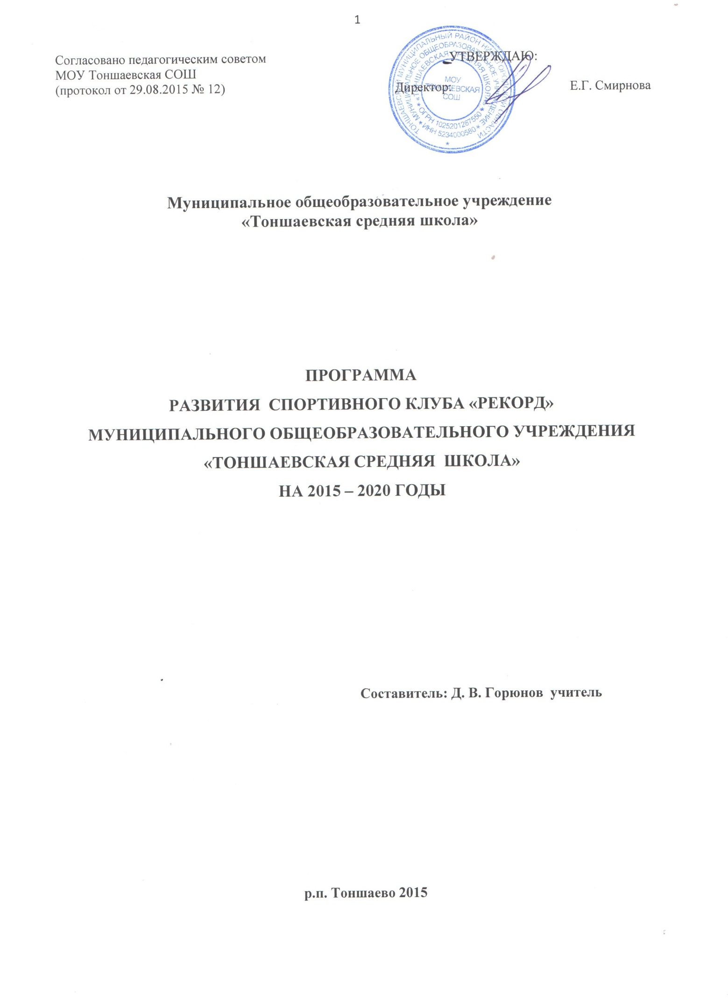 1
Согласовано педагогическим советом
МОУ Тоншаевская СОШ
(протокол от 29.08.2015 № 12)
УТВЕРЖДАЮ:
Директор:
Е.Г. Смирнова
ТОНШАЕВСКИЙ МУНИЦИПАЛЬНЫЙ РАЙОН НИЖЕГОРОДСКОЙ ОБЛАСТИ
* МУНИЦИПАЛЬНОЕ ОБЩЕОБРАЗОВАТЕЛЬНОЕ УЧРЕЖДЕНИЕ * ИНН 5234000580
* «ТОНШАЕВСКАЯ СРЕДНЯЯ ШКОЛА» * ОГРН 1025201287550
МОУ
ТОНШАЕВСКАЯ
СОШ
*
Муниципальное общеобразовательное учреждение
«Тоншаевская средняя школа»
ПРОГРАММА
РАЗВИТИЯ СПОРТИВНОГО КЛУБА «РЕКОРД»
МУНИЦИПАЛЬНОГО ОБЩЕОБРАЗОВАТЕЛЬНОГО УЧРЕЖДЕНИЯ
«ТОНШАЕВСКАЯ СРЕДНЯЯ ШКОЛА»
НА 2015 – 2020 ГОДЫ
Составитель: Д. В. Горюнов учитель
р.п. Тоншаево 2015